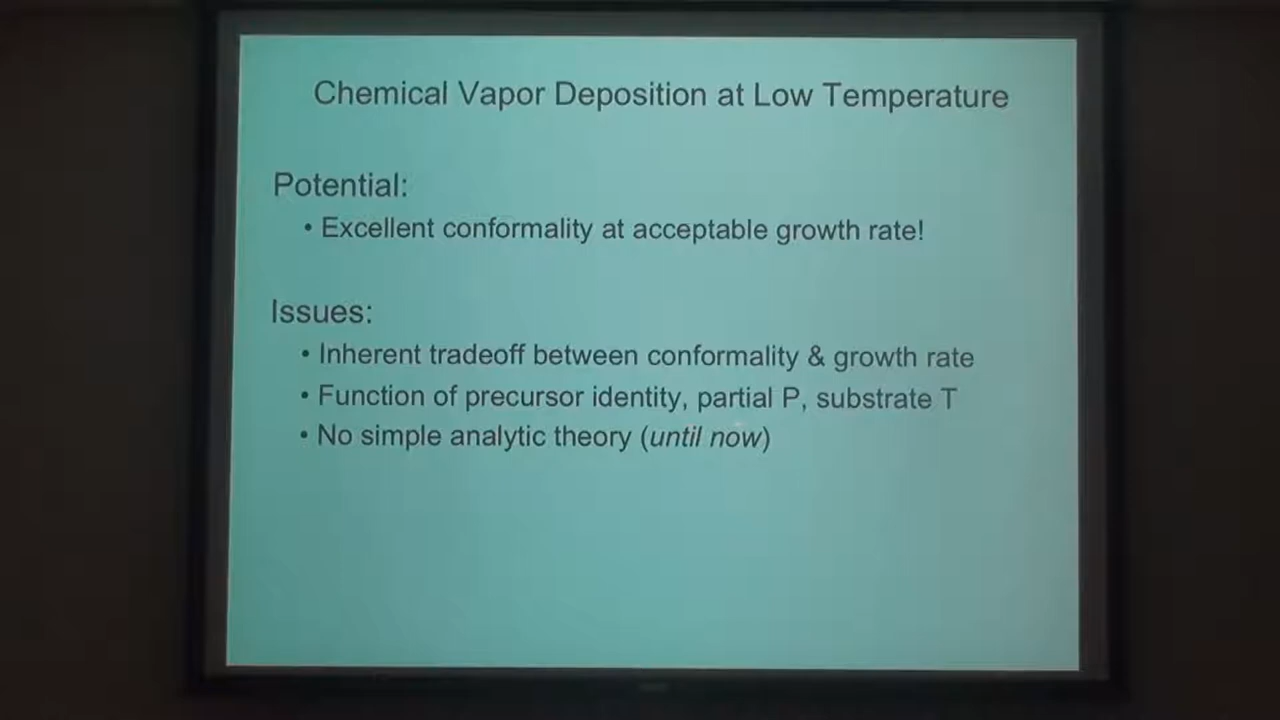 Chemical Vapor Deposition at Low Temperature
Potential:
• Excellent conformality at acceptable growth rate!
Issues:
• Inherent tradeoff between conformality & growth rate
• Function of precursor identity, partial P, substrate T
• No simple analytic theory (until now)